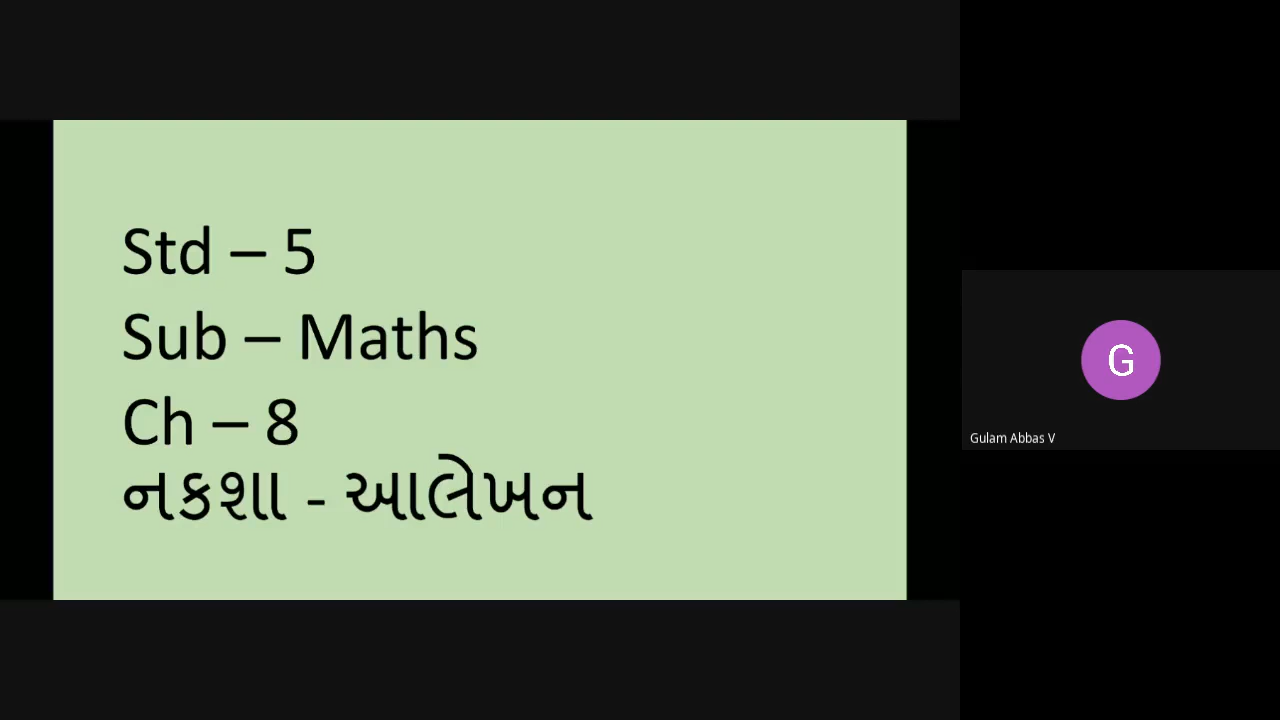 Std – 5
Sub – Maths
Ch – 8
નકશા - આલેખન
G
Gulam Abbas V